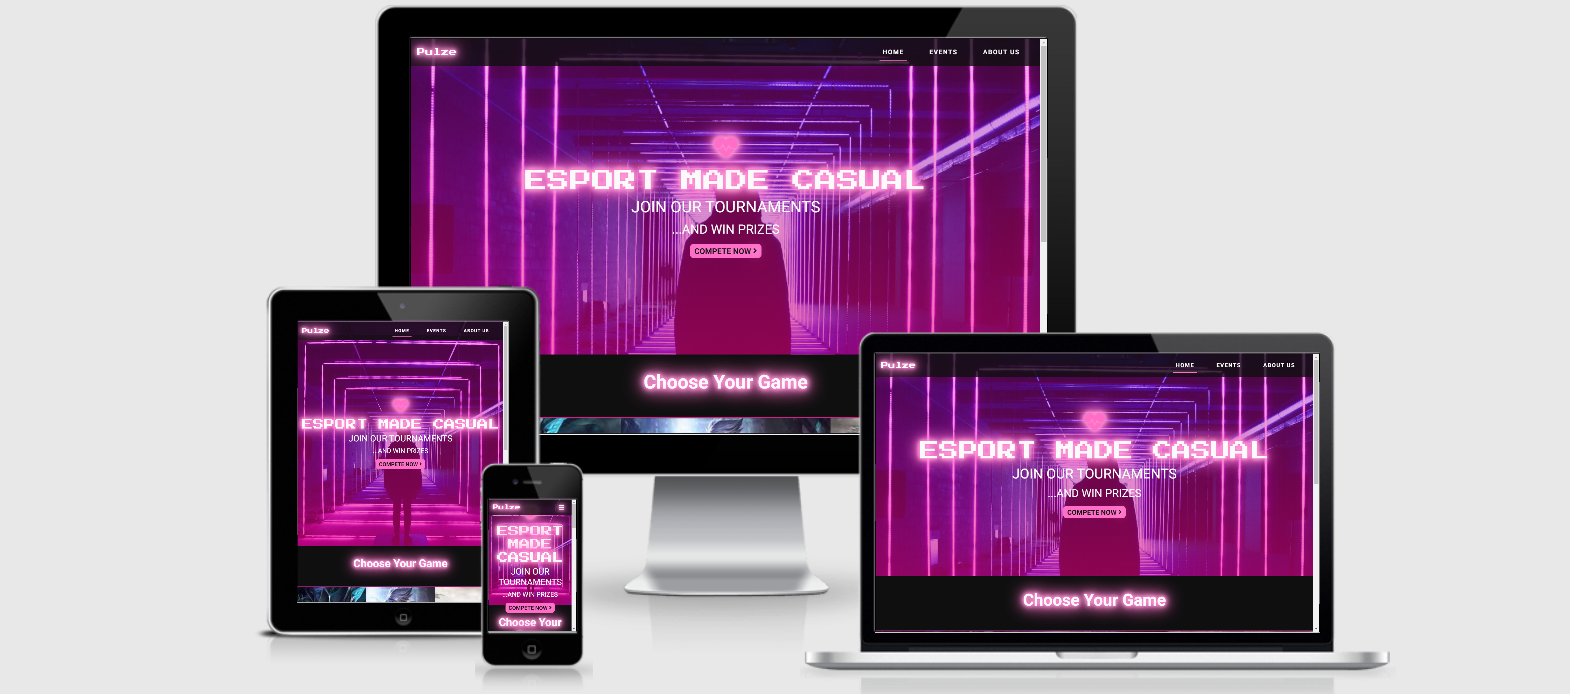 Pulze
HOME EVENTS ABOUT US
ESPORT MADE CASUAL
JOIN OUR TOURNAMENTS
...AND WIN PRIZES
COMPETE NOW >
Choose Your Game
Pulze
HOME EVENTS ABOUT US
ESPORT MADE CASUAL
JOIN OUR TOURNAMENTS
...AND WIN PRIZES
COMPETE NOW >
Choose Your Game
Pulze
ESPORT
MADE
CASUAL
JOIN OUR
TOURNAMENTS
...AND WIN PRIZES
COMPETE NOW >
Choose Your
Pulze
HOME EVENTS ABOUT US
ESPORT MADE CASUAL
JOIN OUR TOURNAMENTS
...AND WIN PRIZES
COMPETE NOW >
Choose Your Game